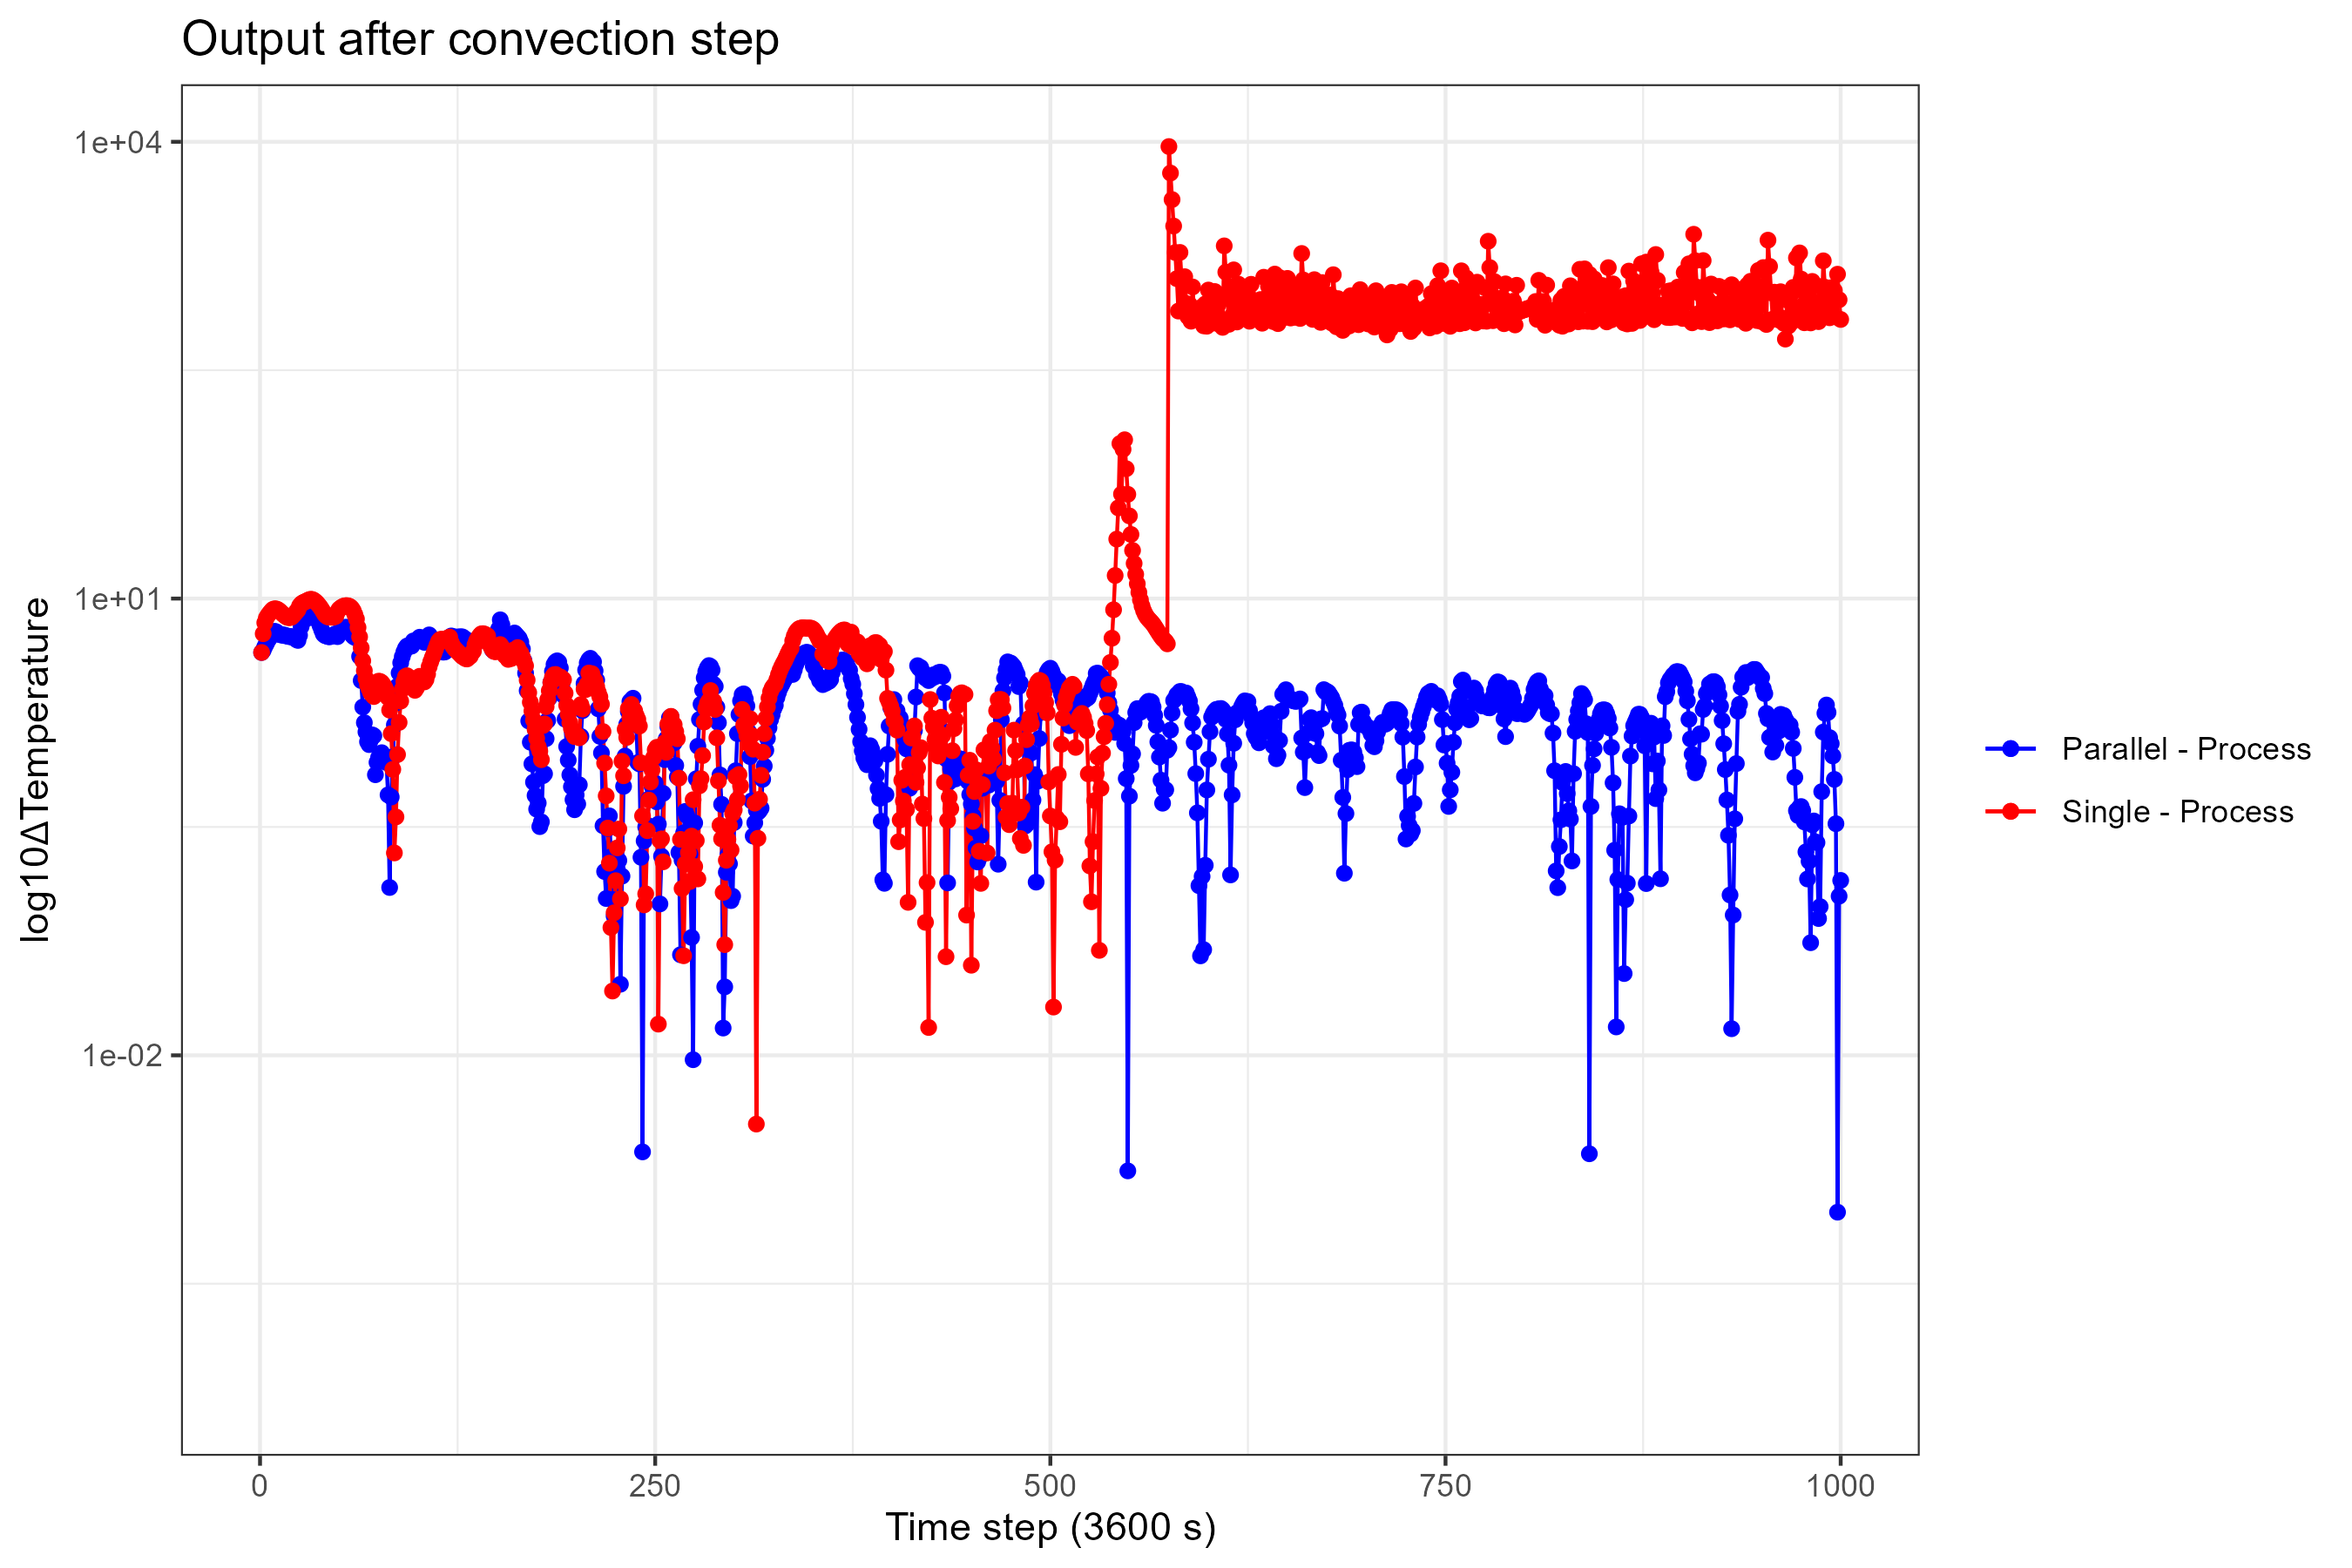 Output after convection step
log10ΔTemperature
1e+04
1e+01
1e-02
0
250
500
750
1000
Time step (3600 s)
Parallel - Process
Single - Process